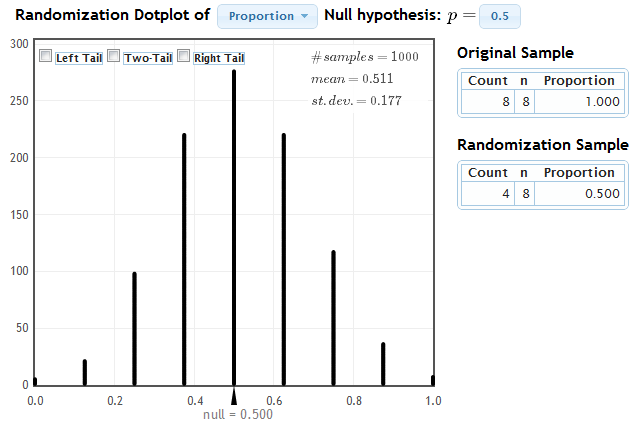 Randomization Dotplot of Proportion Null hypothesis: p = 0.5
Left Tail Two-Tail Right Tail
# samples = 1000
mean = 0.511
st.dev. = 0.177
300
250
200
150
100
50
0
0.0 0.2 0.4 0.6 0.8 1.0
null = 0.500
Original Sample
Count n Proportion
8 8 1.000
Randomization Sample
Count n Proportion
4 8 0.500